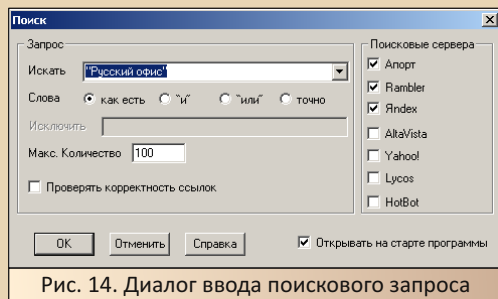 Поиск
Запрос
Искать "Русский офис"
Слова как есть "и" "или" точно
Исключить
Макс. Количество 100
Проверять корректность ссылок
Поисковые сервера
Апорт
Rambler
Яndex
AltaVista
Yahoo!
Lycos
HotBot
OK Отменить Справка Открывать на старте программы
Рис. 14. Диалог ввода поискового запроса